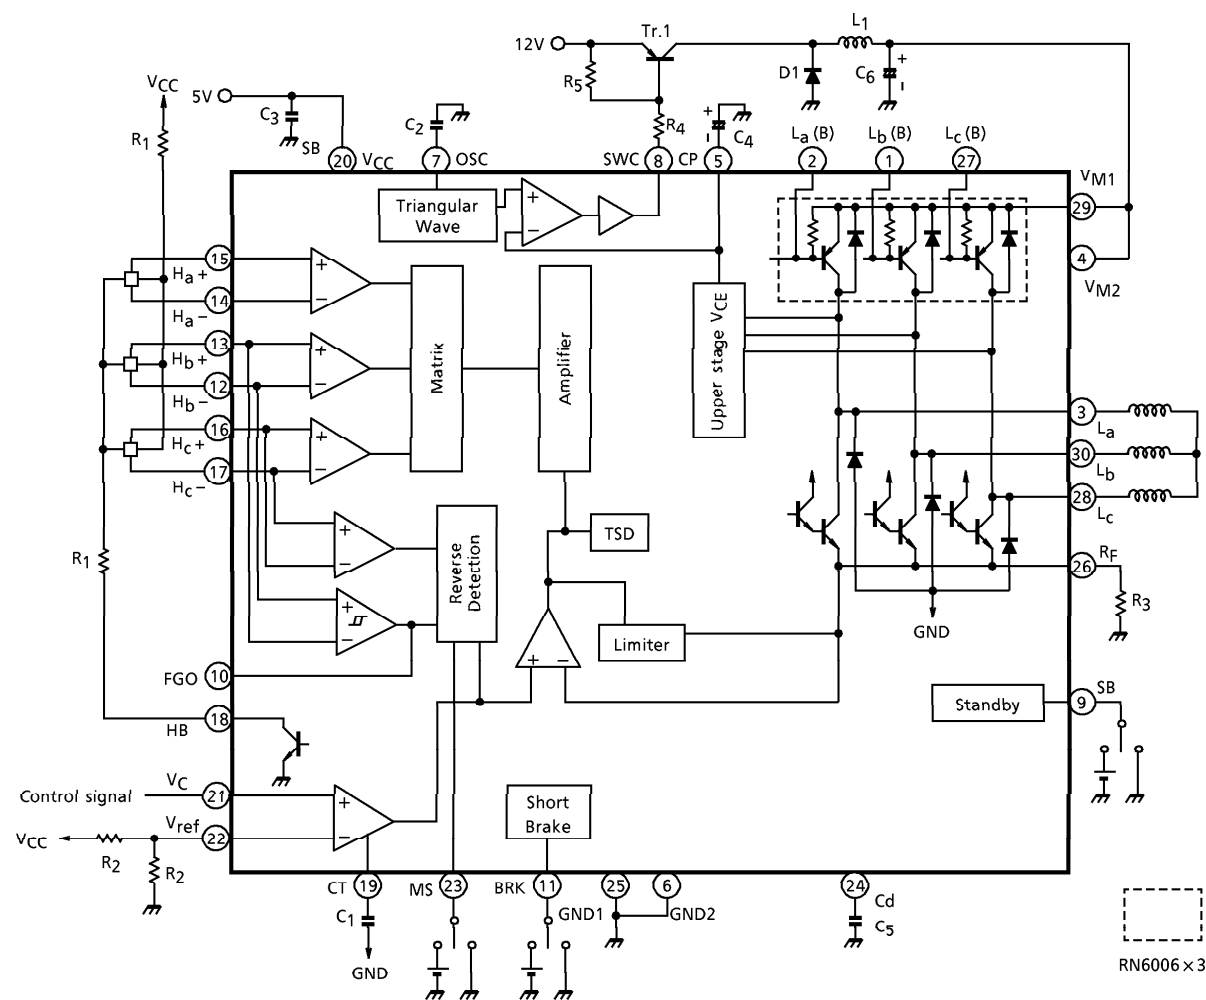 12V
Tr.1
L1
R5
D1
C6
+
-
VCC
5V
C3
SB
R1
C2
R4
+
-
C4
La (B)
Lb (B)
Lc (B)
20
VCC
7
OSC
SWC
8
CP
5
2
1
27
VM1
29
4
VM2
Triangular
Wave
+
-
15
Ha+
14
Ha-
13
Hb+
12
Hb-
16
Hc+
17
Hc-
+
-
+
-
+
-
Matrik
Amplifier
Upper stage VCE
3
La
30
Lb
28
Lc
RF
26
R3
R1
+
-
+
-
Reverse
Detection
TSD
Limiter
+
-
GND
FGO
10
HB
18
Standby
9
SB
VC
21
Control signal
Vref
22
VCC
R2
R2
+
-
Short
Brake
CT
19
MS
23
BRK
11
25
6
24
Cd
C1
GND1
GND2
C5
GND
RN6006×3